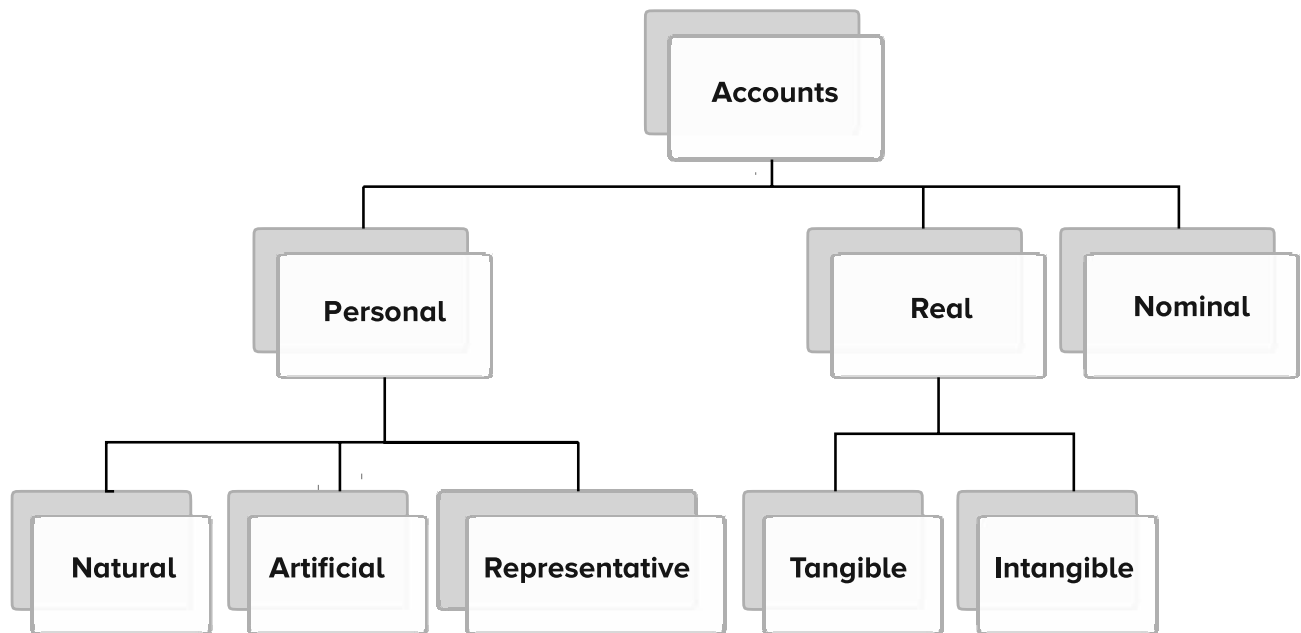 Accounts
Personal
Real
Nominal
Natural
Artificial
Representative
Tangible
Intangible